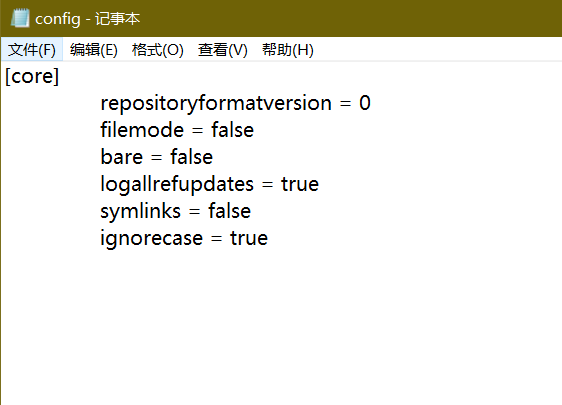 config - 记事本
文件(F) 编辑(E) 格式(O) 查看(V) 帮助(H)
[core]
repositoryformatversion = 0
filemode = false
bare = false
logallrefupdates = true
symlinks = false
ignorecase = true